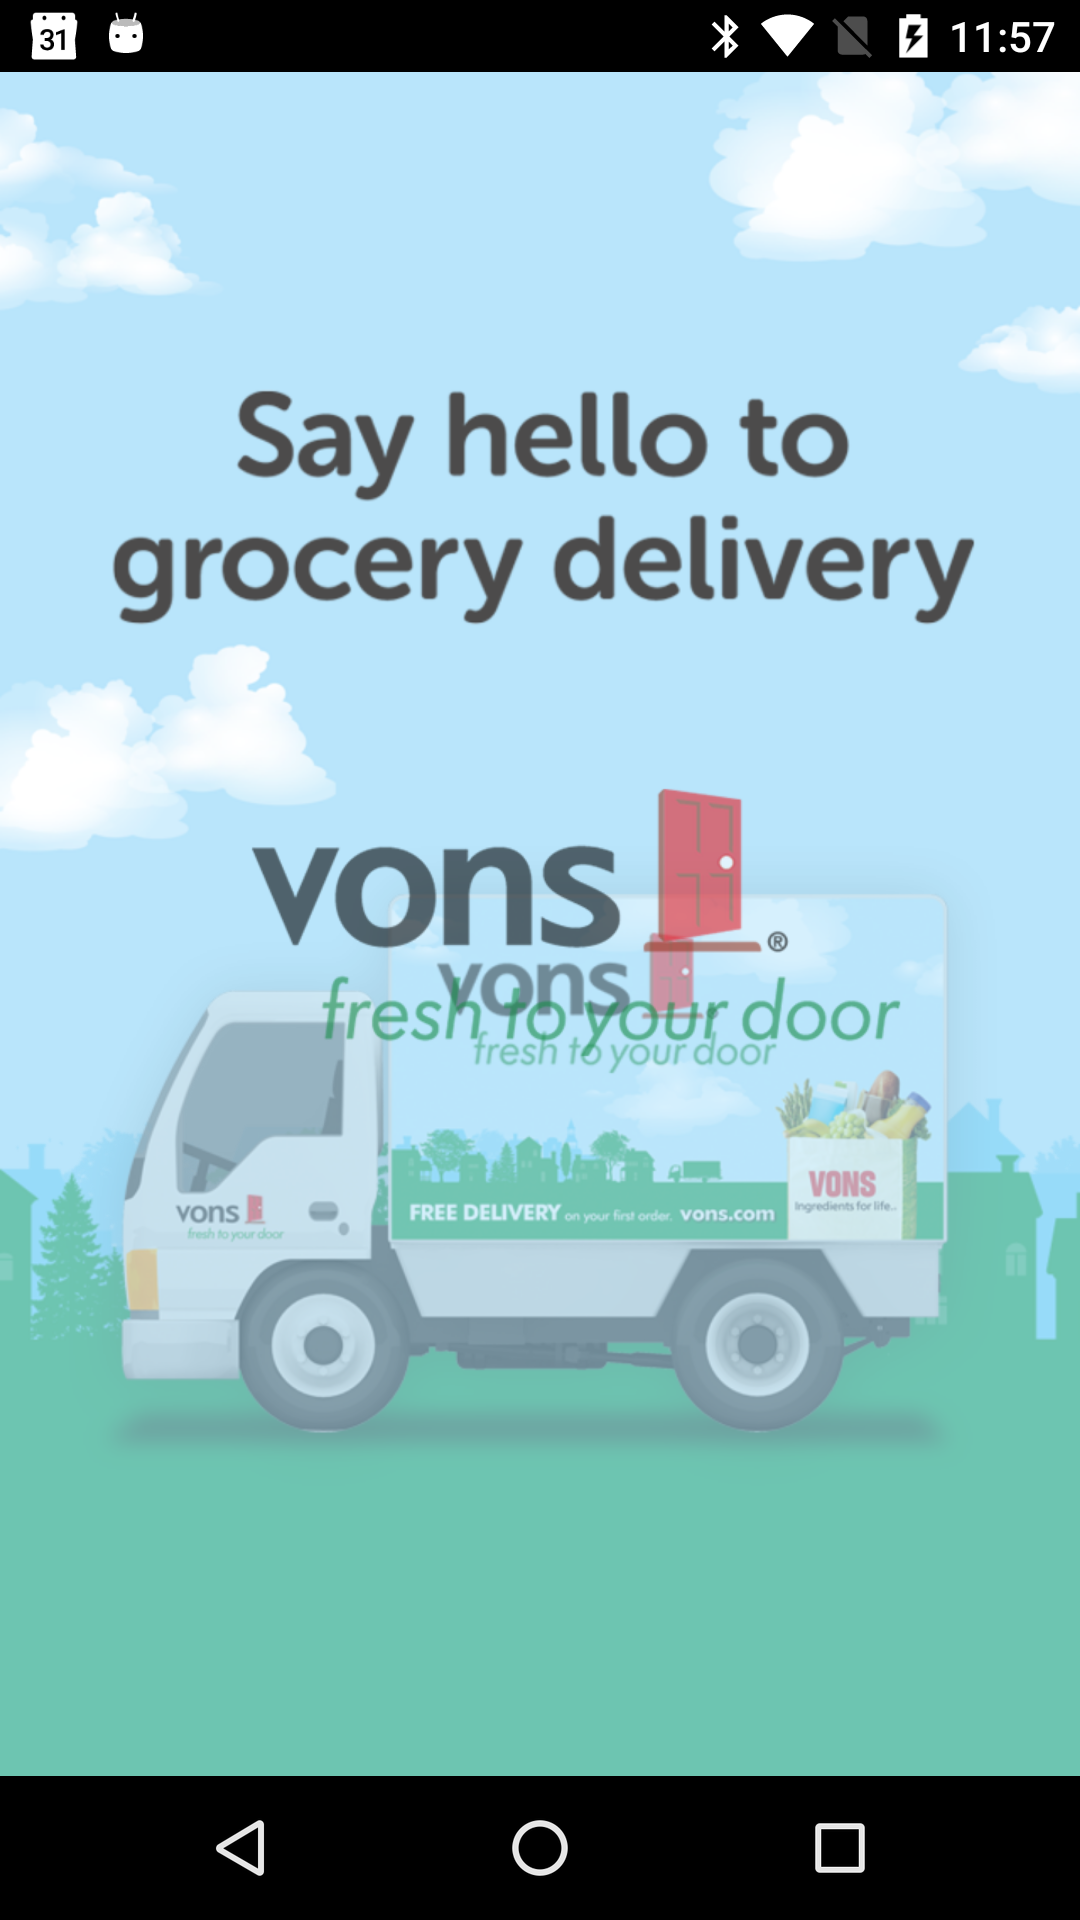 31
11:57
Say hello to
grocery delivery
vons®
fresh to your door
vons
fresh to your door
vons
fresh to your door
FREE DELIVERY on your first order. vons.com
VONS
Ingredients for life..